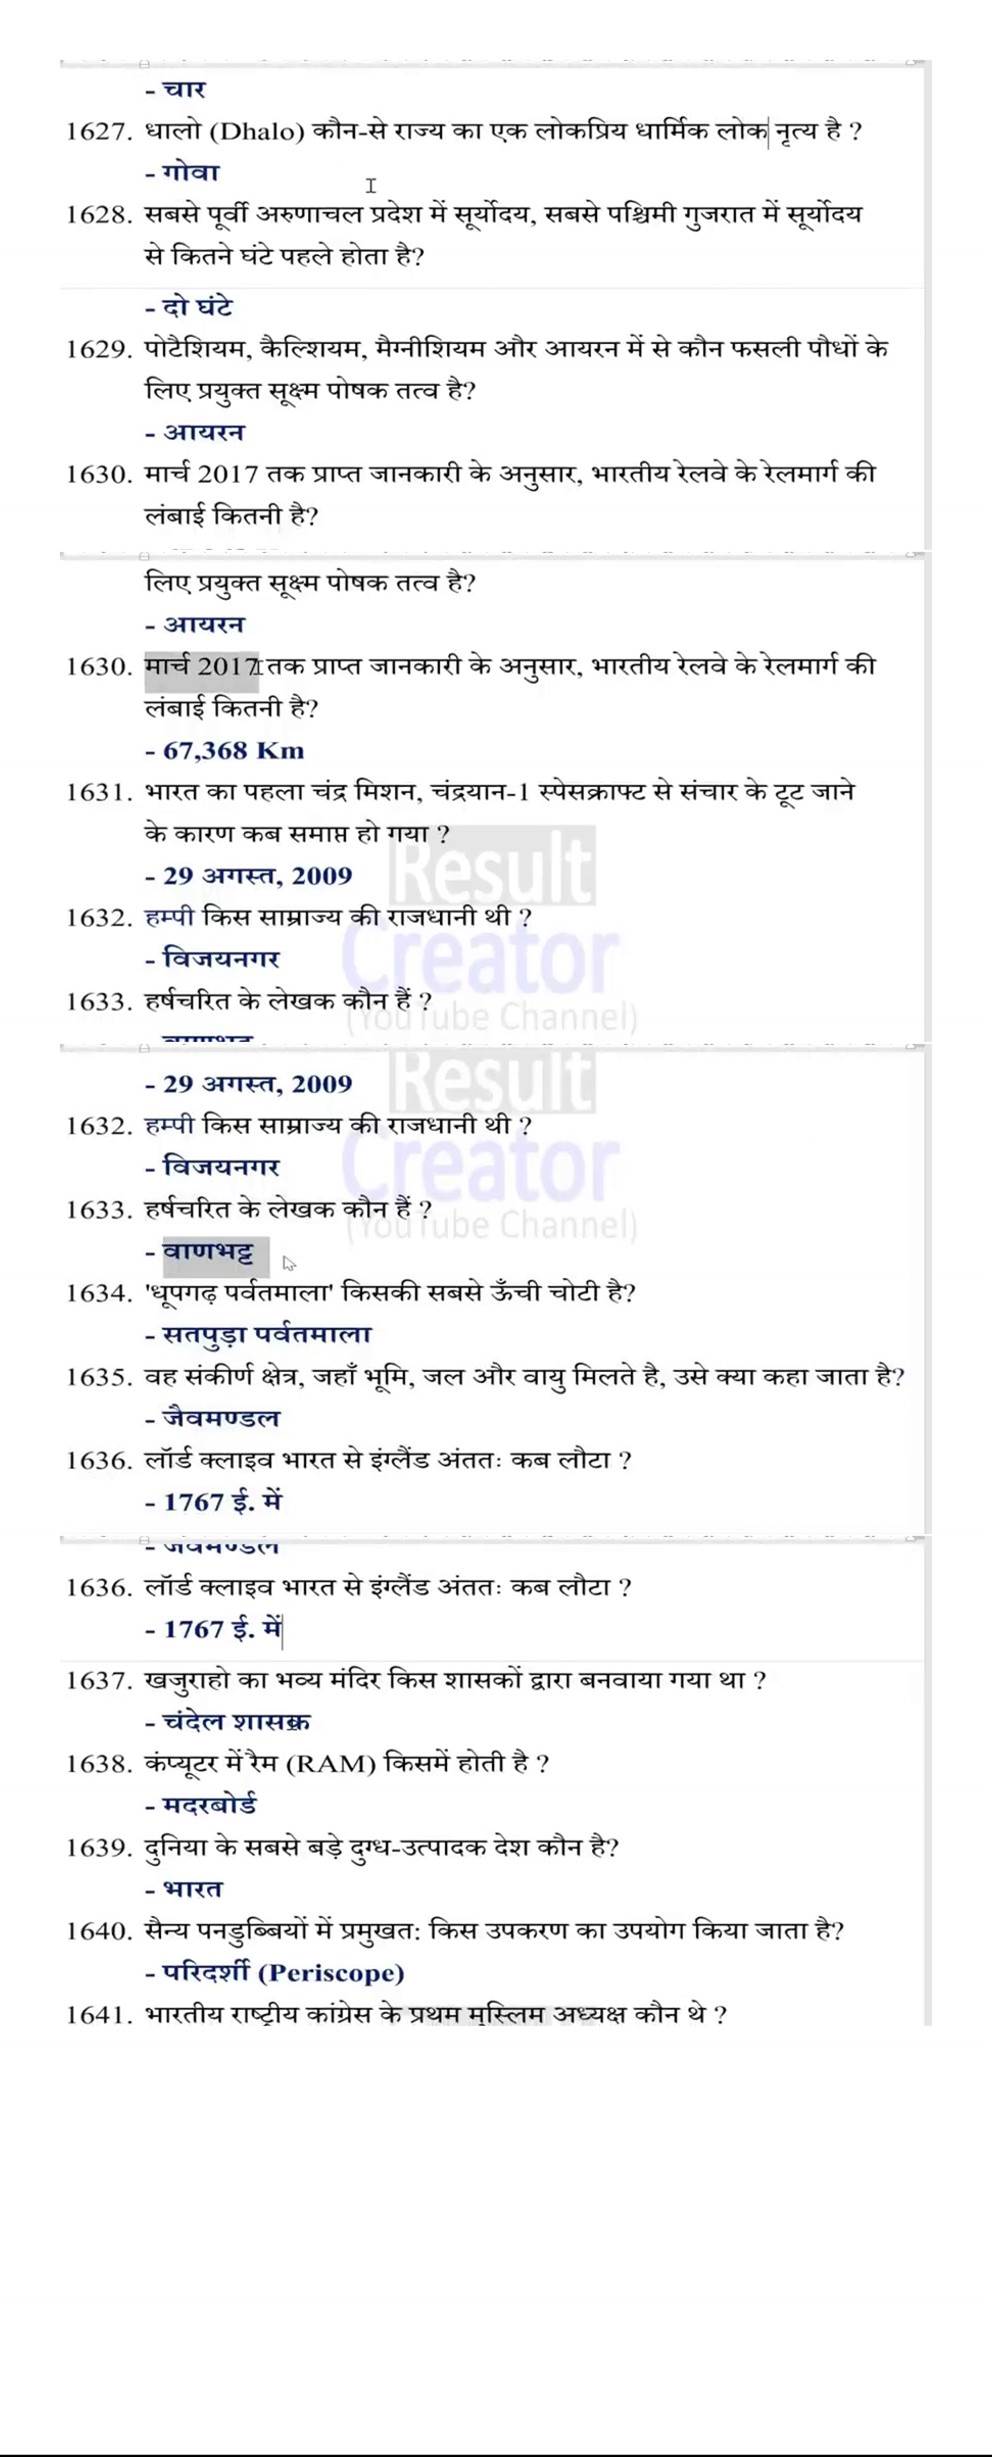 - चार
1627. धालो (Dhalo) कौन-से राज्य का एक लोकप्रिय धार्मिक लोक नृत्य है ?
- गोवा
1628. सबसे पूर्वी अरुणाचल प्रदेश में सूर्योदय, सबसे पश्चिमी गुजरात में सूर्योदय
से कितने घंटे पहले होता है?
- दो घंटे
1629. पोटैशियम, कैल्शियम, मैग्नीशियम और आयरन में से कौन फसली पौधों के
लिए प्रयुक्त सूक्ष्म पोषक तत्व है?
- आयरन
1630. मार्च 2017 तक प्राप्त जानकारी के अनुसार, भारतीय रेलवे के रेलमार्ग की
लंबाई कितनी है?
लिए प्रयुक्त सूक्ष्म पोषक तत्व है?
- आयरन
1630. मार्च 2017 तक प्राप्त जानकारी के अनुसार, भारतीय रेलवे के रेलमार्ग की
लंबाई कितनी है?
- 67,368 Km
1631. भारत का पहला चंद्र मिशन, चंद्रयान-1 स्पेसक्राफ्ट से संचार के टूट जाने
के कारण कब समाप्त हो गया ?
Result
- 29 अगस्त, 2009
1632. हम्पी किस साम्राज्य की राजधानी थी ?
Creator
- विजयनगर
1633. हर्षचरित के लेखक कौन हैं ?
(YouTube Channel)
Result
- 29 अगस्त, 2009
1632. हम्पी किस साम्राज्य की राजधानी थी ?
Creator
- विजयनगर
1633. हर्षचरित के लेखक कौन हैं ?
(YouTube Channel)
- वाणभट्ट
1634. 'धूपगढ़ पर्वतमाला' किसकी सबसे ऊँची चोटी है?
- सतपुड़ा पर्वतमाला
1635. वह संकीर्ण क्षेत्र, जहाँ भूमि, जल और वायु मिलते है, उसे क्या कहा जाता है?
- जैवमण्डल
1636. लॉर्ड क्लाइव भारत से इंग्लैंड अंततः कब लौटा ?
- 1767 ई. में
- जैवमण्डल
1636. लॉर्ड क्लाइव भारत से इंग्लैंड अंततः कब लौटा ?
- 1767 ई. में
1637. खजुराहो का भव्य मंदिर किस शासकों द्वारा बनवाया गया था ?
- चंदेल शासक
1638. कंप्यूटर में रैम (RAM) किसमें होती है ?
- मदरबोर्ड
1639. दुनिया के सबसे बड़े दुग्ध-उत्पादक देश कौन है?
- भारत
1640. सैन्य पनडुब्बियों में प्रमुखत: किस उपकरण का उपयोग किया जाता है?
- परिदर्शी (Periscope)
1641. भारतीय राष्ट्रीय कांग्रेस के प्रथम मुस्लिम अध्यक्ष कौन थे ?